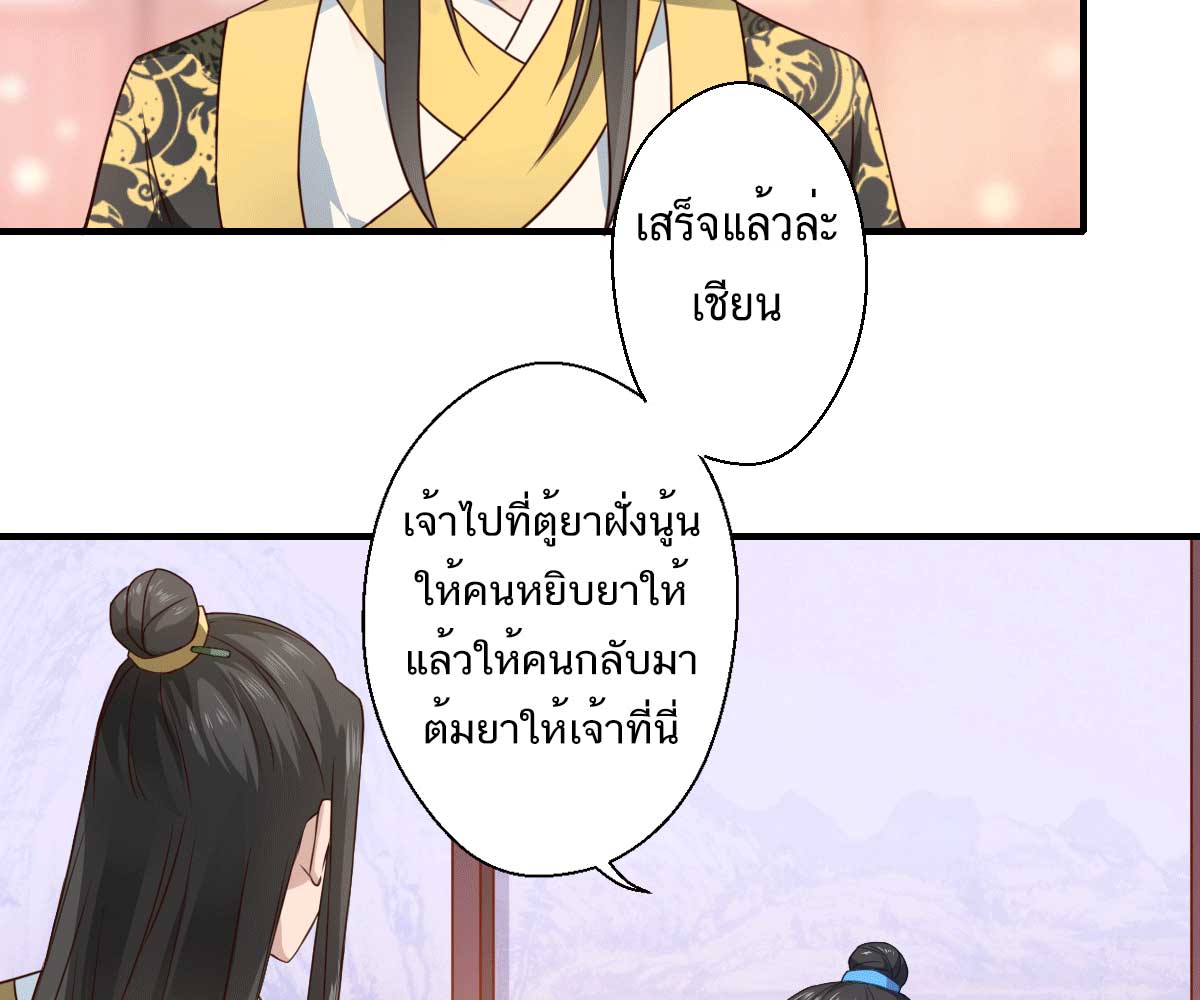 เสร็จแล้วล่ะ
เชียน
เจ้าไปที่ตู้ยาฝั่งนู้น
ให้คนหยิบยาให้
แล้วให้คนกลับมา
ต้มยาให้เจ้าที่นี่